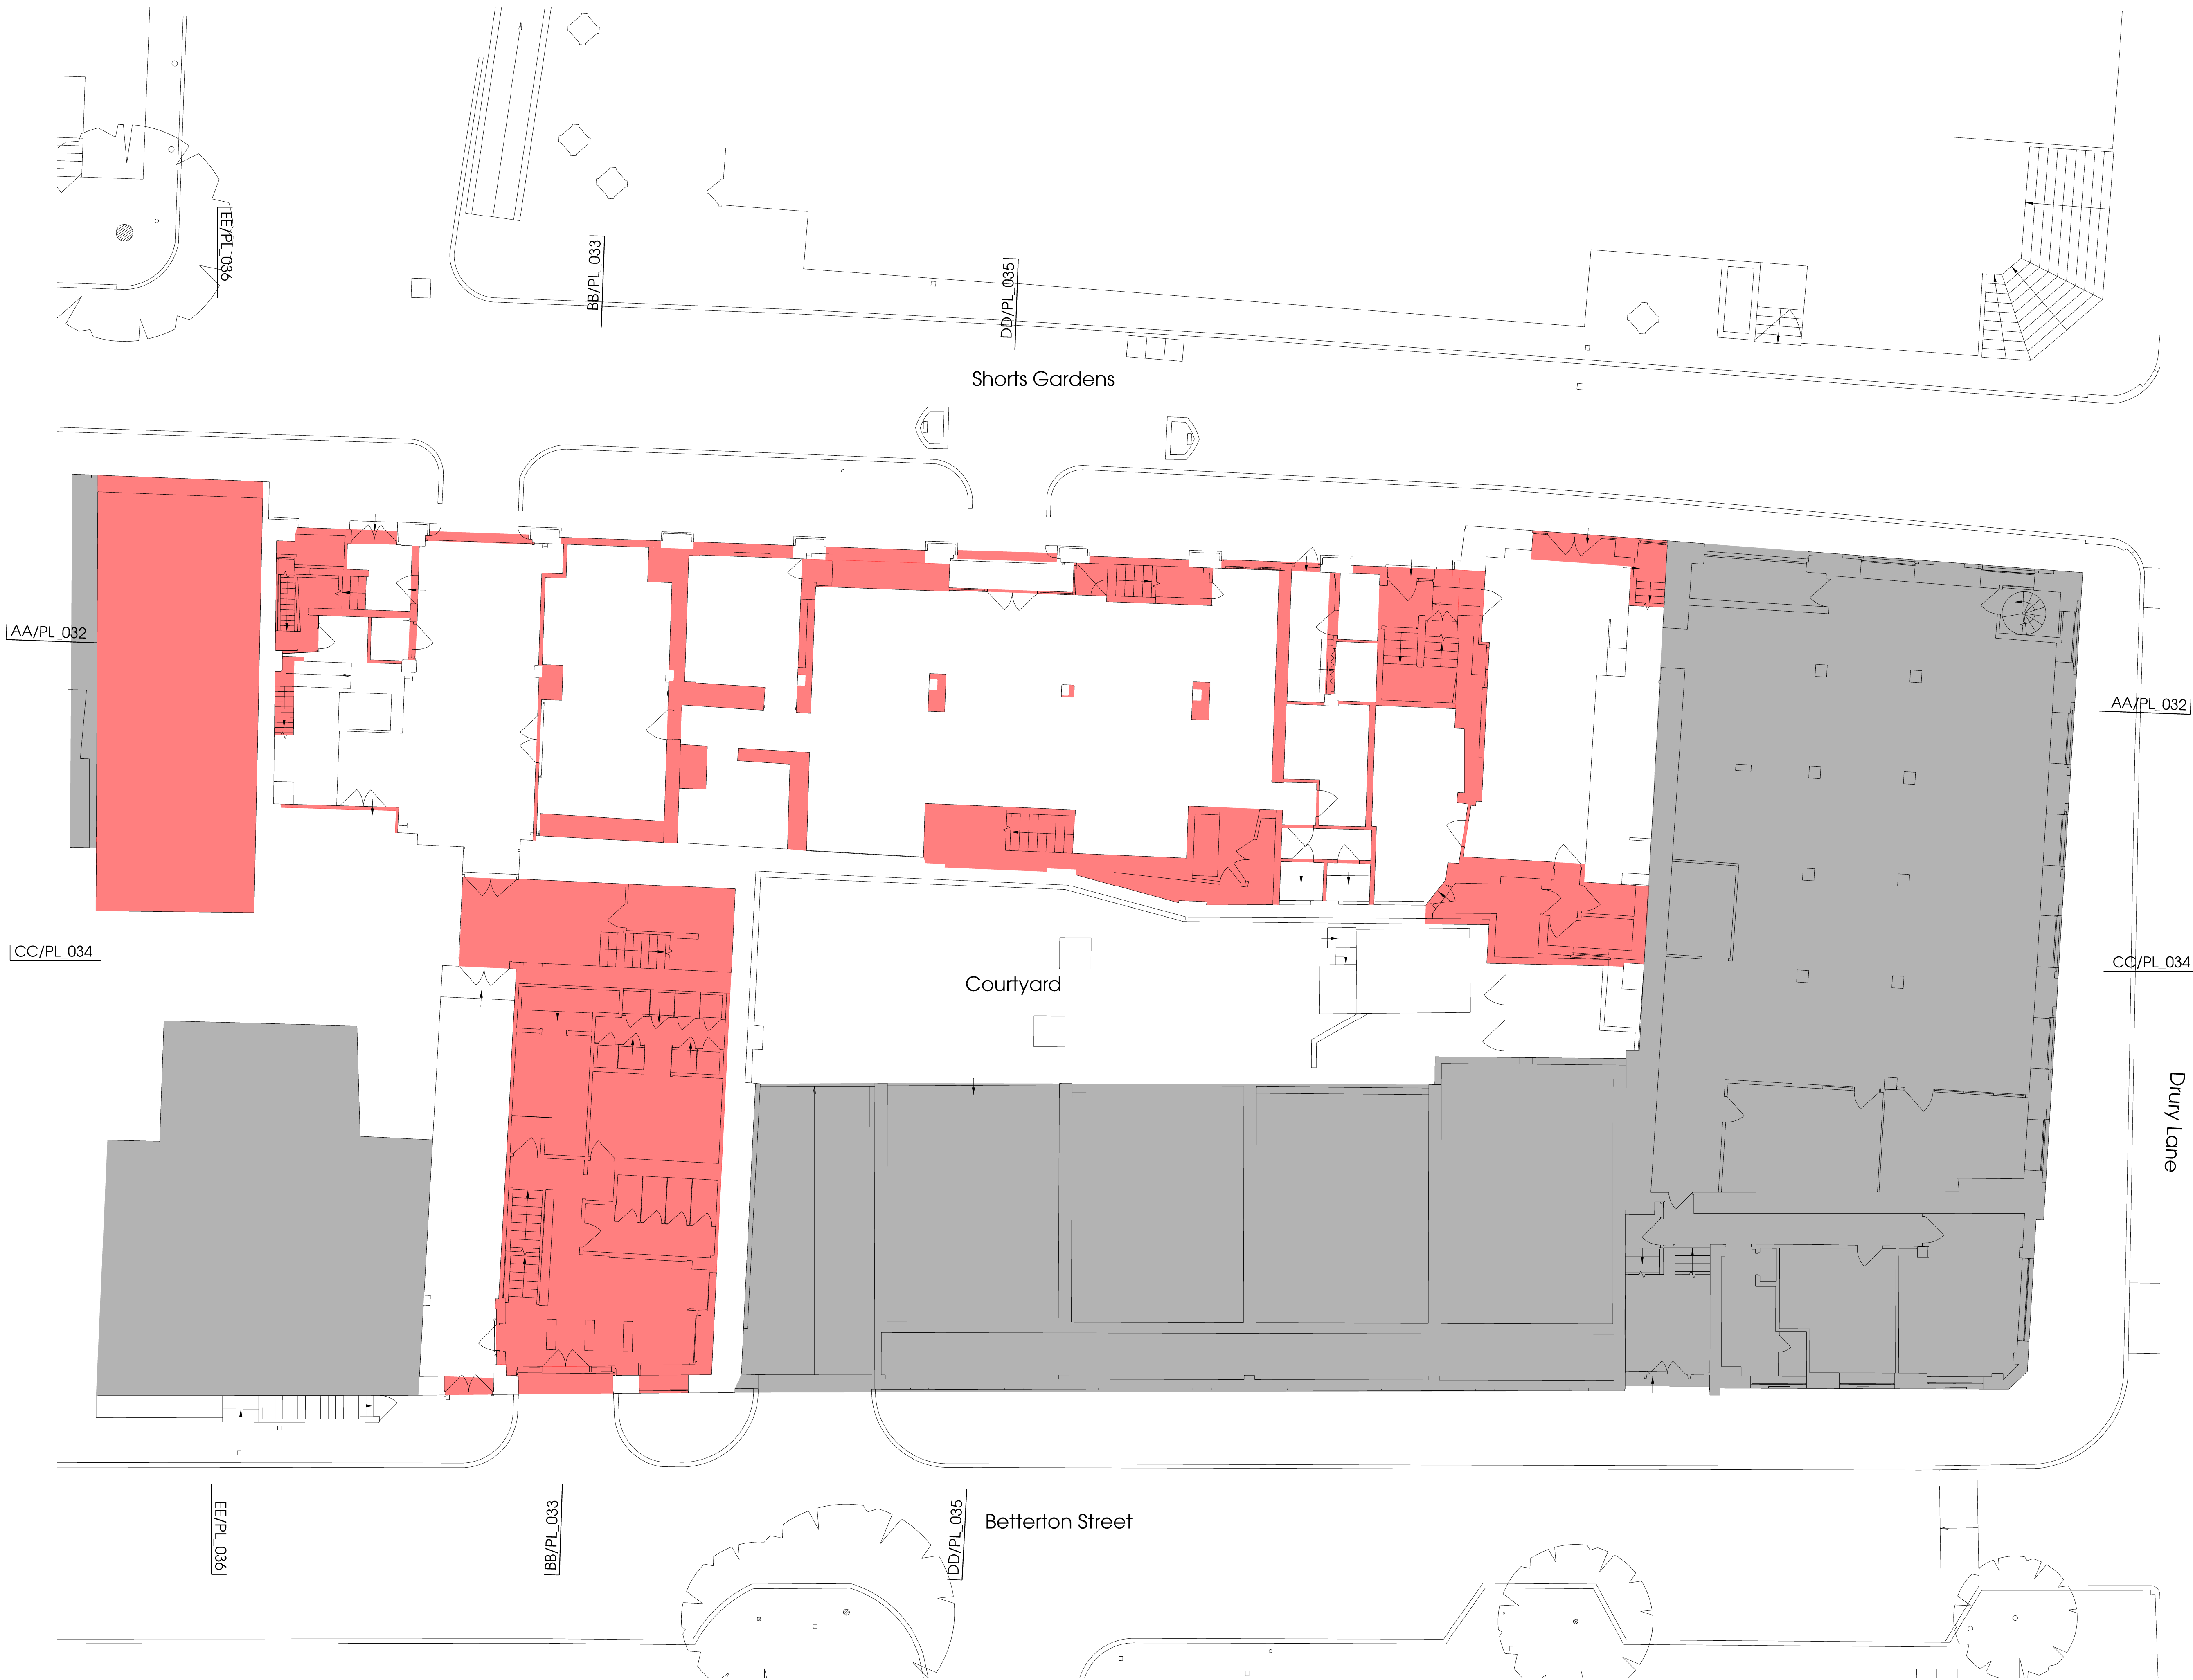 EE/PL_036
BB/PL_033
DD/PL_035
Shorts Gardens
AA/PL_032
AA/PL_032
CC/PL_034
Courtyard
CC/PL_034
Drury Lane
EE/PL_036
BB/PL_033
DD/PL_035
Betterton Street